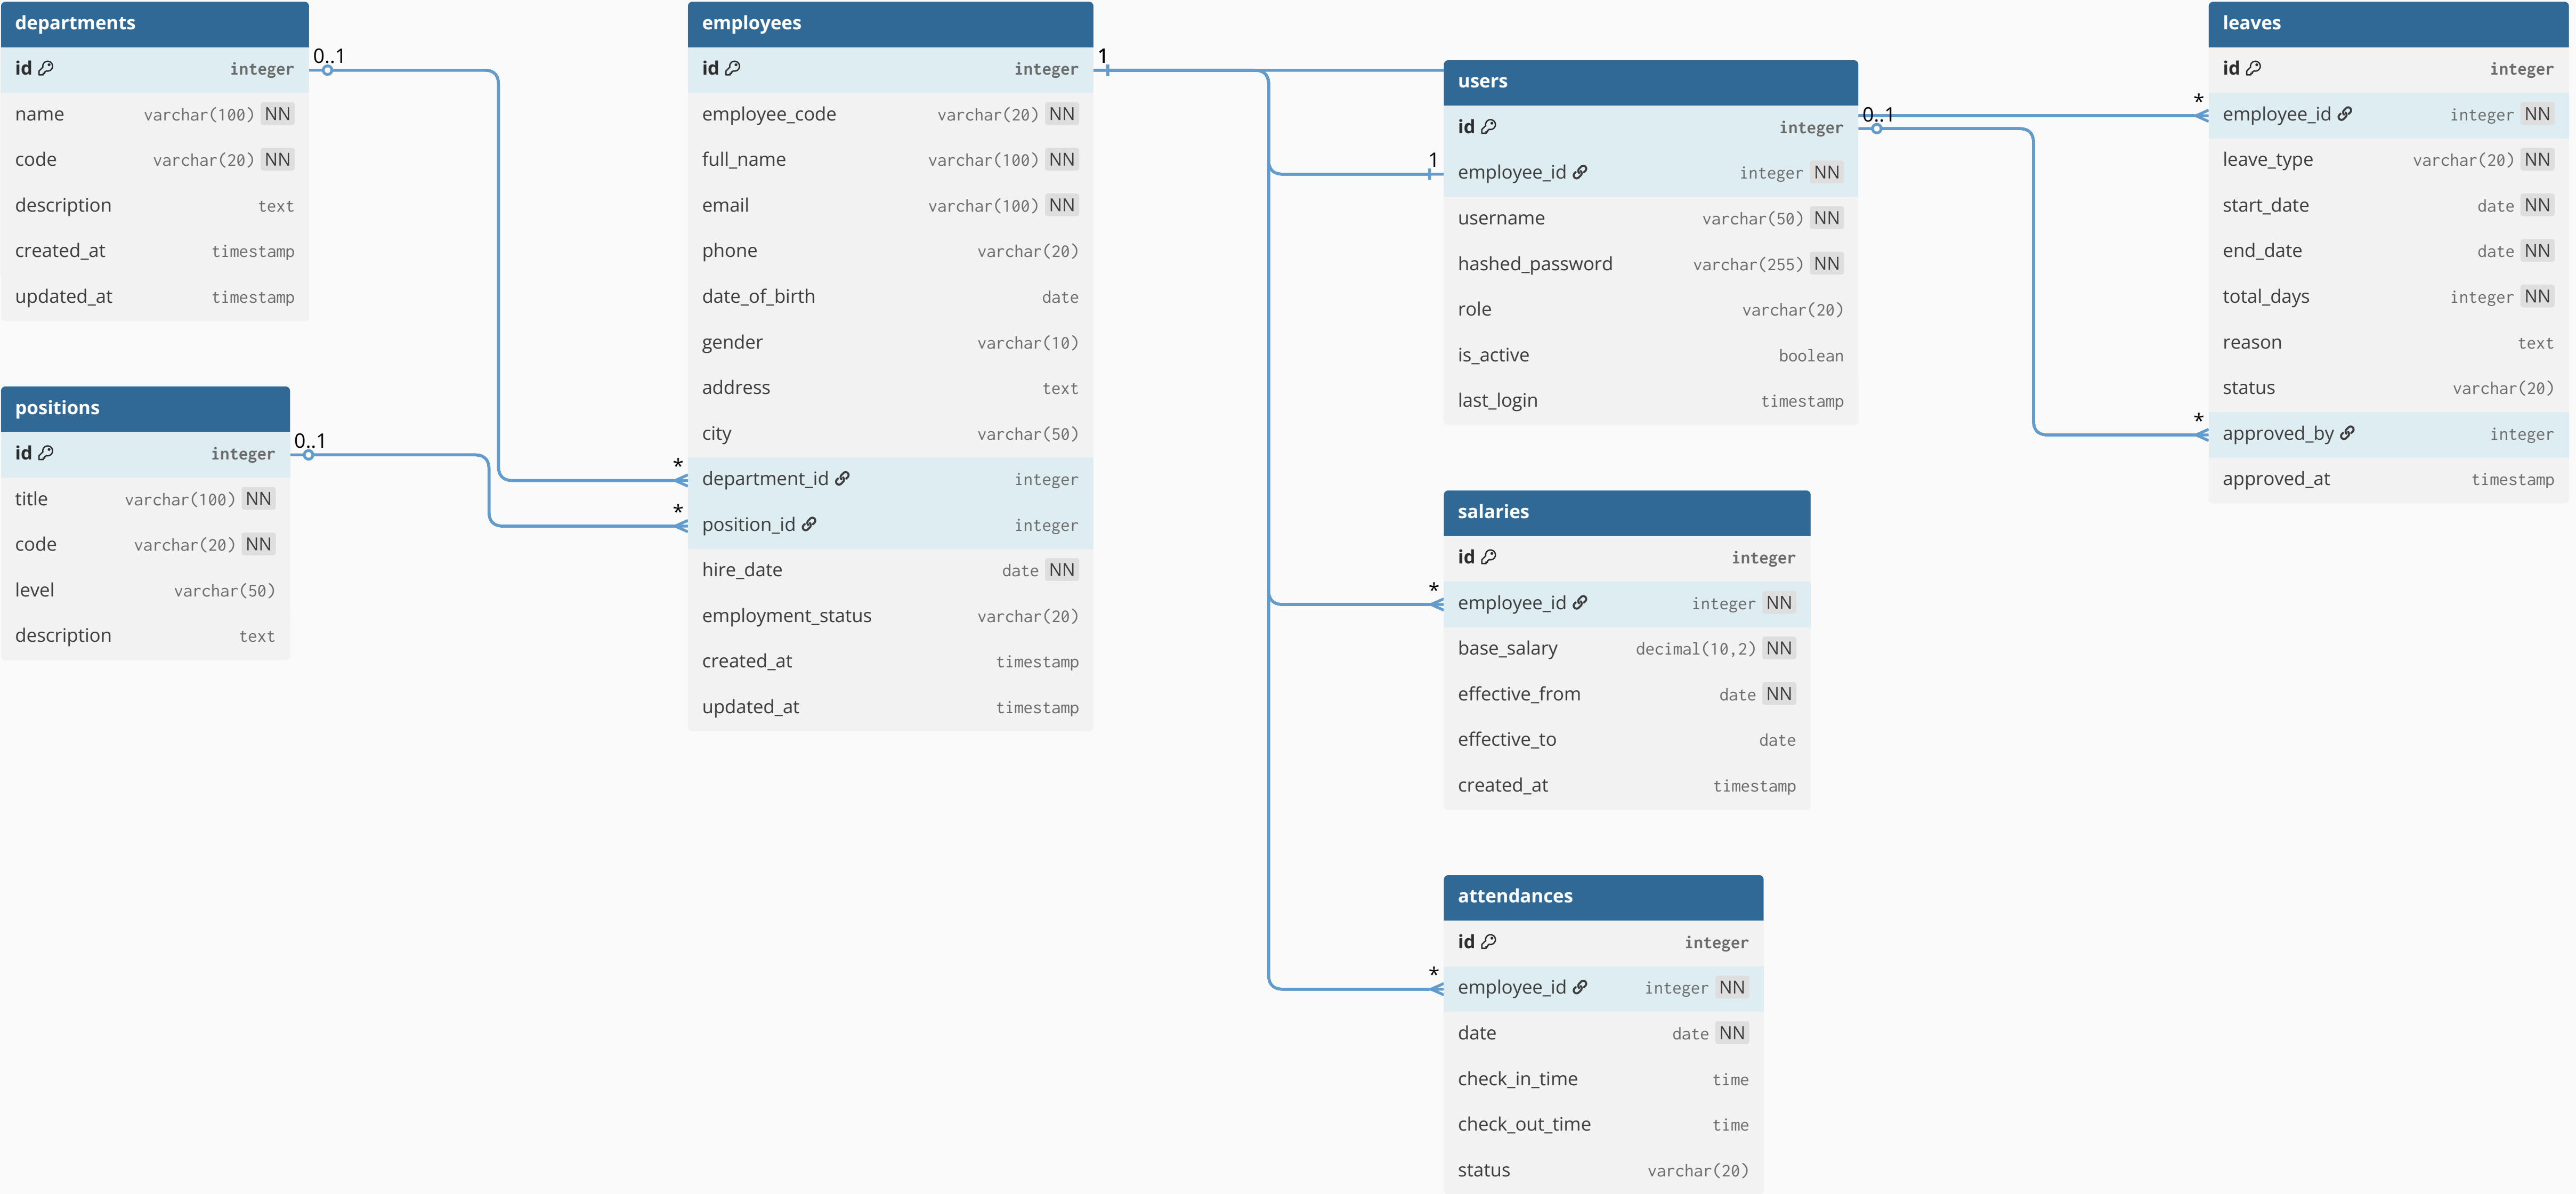 departments
id integer
name varchar(100) NN
code varchar(20) NN
description text
created_at timestamp
updated_at timestamp
0..1
positions
id integer
title varchar(100) NN
code varchar(20) NN
level varchar(50)
description text
0..1
employees
id integer
employee_code varchar(20) NN
full_name varchar(100) NN
email varchar(100) NN
phone varchar(20)
date_of_birth date
gender varchar(10)
address text
city varchar(50)
* department_id integer
* position_id integer
hire_date date NN
employment_status varchar(20)
created_at timestamp
updated_at timestamp
1
users
id integer
1 employee_id integer NN
username varchar(50) NN
hashed_password varchar(255) NN
role varchar(20)
is_active boolean
last_login timestamp
0..1
salaries
id integer
* employee_id integer NN
base_salary decimal(10,2) NN
effective_from date NN
effective_to date
created_at timestamp
attendances
id integer
* employee_id integer NN
date date NN
check_in_time time
check_out_time time
status varchar(20)
leaves
id integer
* employee_id integer NN
leave_type varchar(20) NN
start_date date NN
end_date date NN
total_days integer NN
reason text
status varchar(20)
* approved_by integer
approved_at timestamp